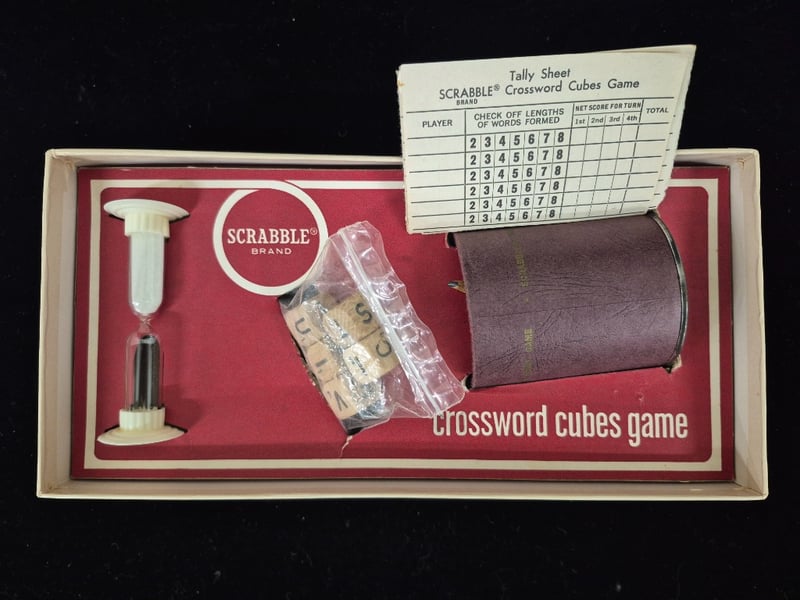 Tally Sheet
SCRABBLE® Crossword Cubes Game
BRAND
PLAYER
CHECK OFF LENGTHS
OF WORDS FORMED
NET SCORE FOR TURN
1st 2nd 3rd 4th
TOTAL
2 3 4 5 6 7 8
2 3 4 5 6 7 8
2 3 4 5 6 7 8
2 3 4 5 6 7 8
2 3 4 5 6 7 8
2 3 4 5 6 7 8
SCRABBLE®
BRAND
S
C
U
I
N
GAME
crossword cubes game